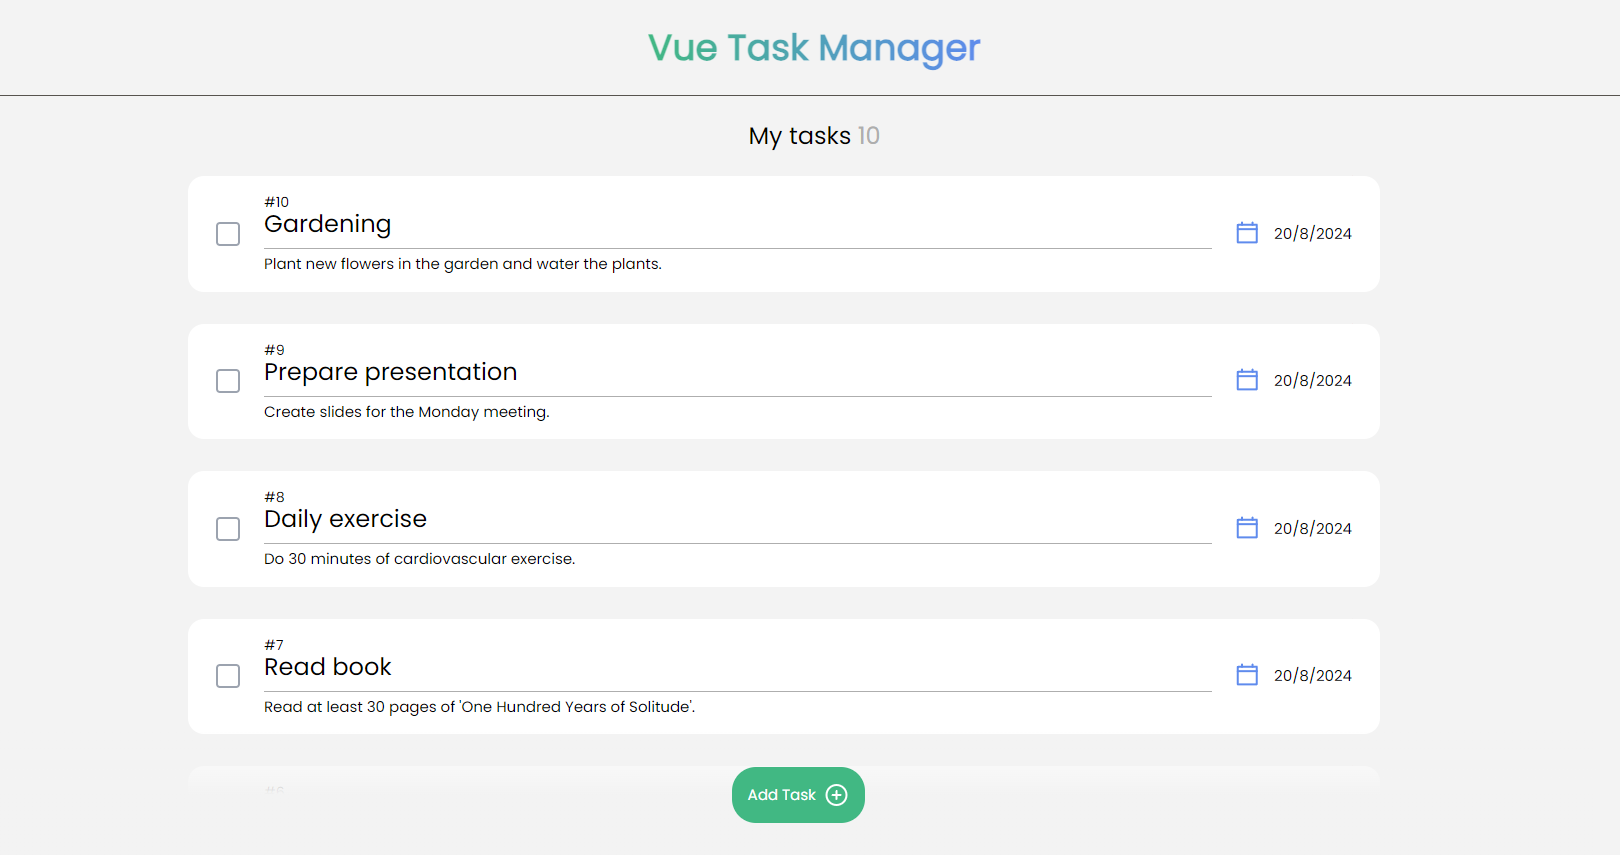 Vue Task Manager
My tasks 10
#10
Gardening
Plant new flowers in the garden and water the plants.
20/8/2024
#9
Prepare presentation
Create slides for the Monday meeting.
20/8/2024
#8
Daily exercise
Do 30 minutes of cardiovascular exercise.
20/8/2024
#7
Read book
Read at least 30 pages of 'One Hundred Years of Solitude'.
20/8/2024
Add Task